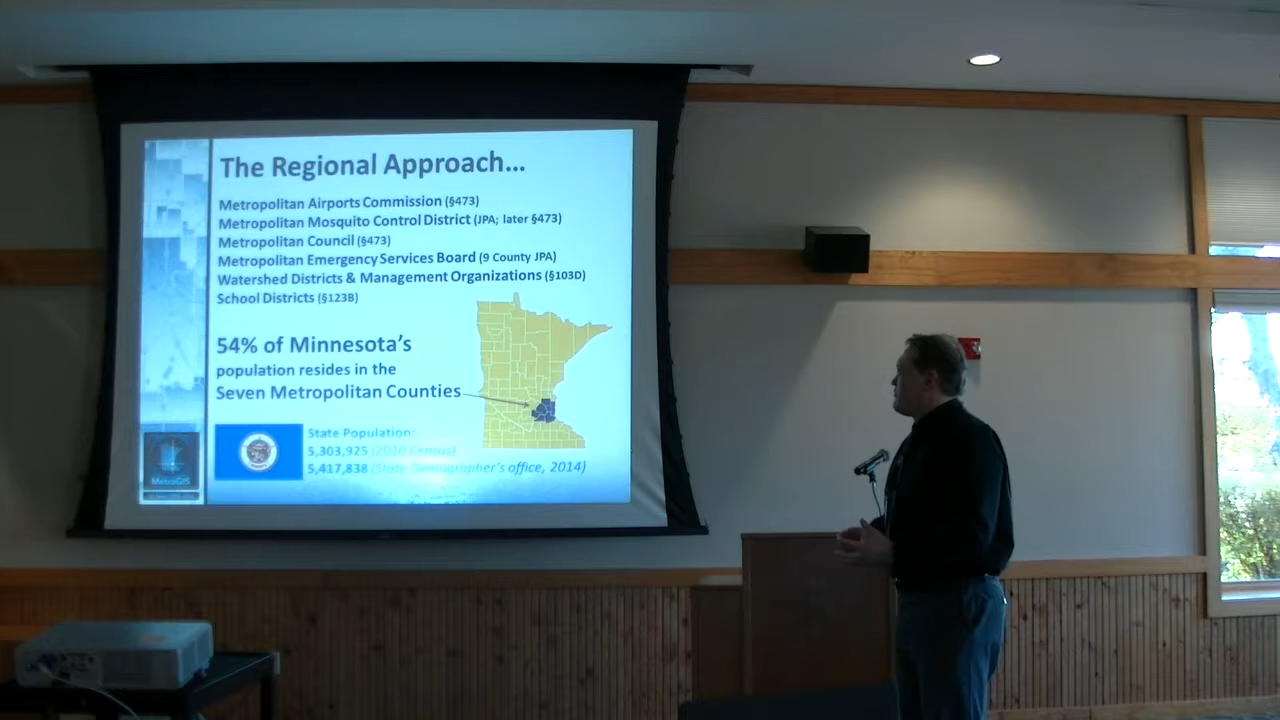 The Regional Approach...
Metropolitan Airports Commission (§473)
Metropolitan Mosquito Control District (JPA; later §473)
Metropolitan Council (§473)
Metropolitan Emergency Services Board (9 County JPA)
Watershed Districts & Management Organizations (§103D)
School Districts (§123B)
54% of Minnesota's
population resides in the
Seven Metropolitan Counties
State Population:
5,303,925 (2010 Census)
5,417,838 (State Demographer's office, 2014)
MetroGIS